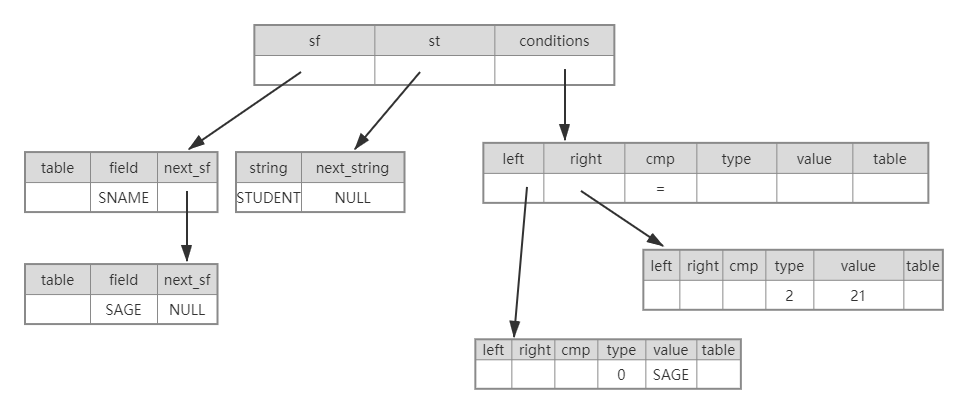 sf st conditions
table field next_sf
SNAME
string next_string
STUDENT NULL
left right cmp type value table
=
table field next_sf
SAGE NULL
left right cmp type value table
2 21
left right cmp type value table
0 SAGE